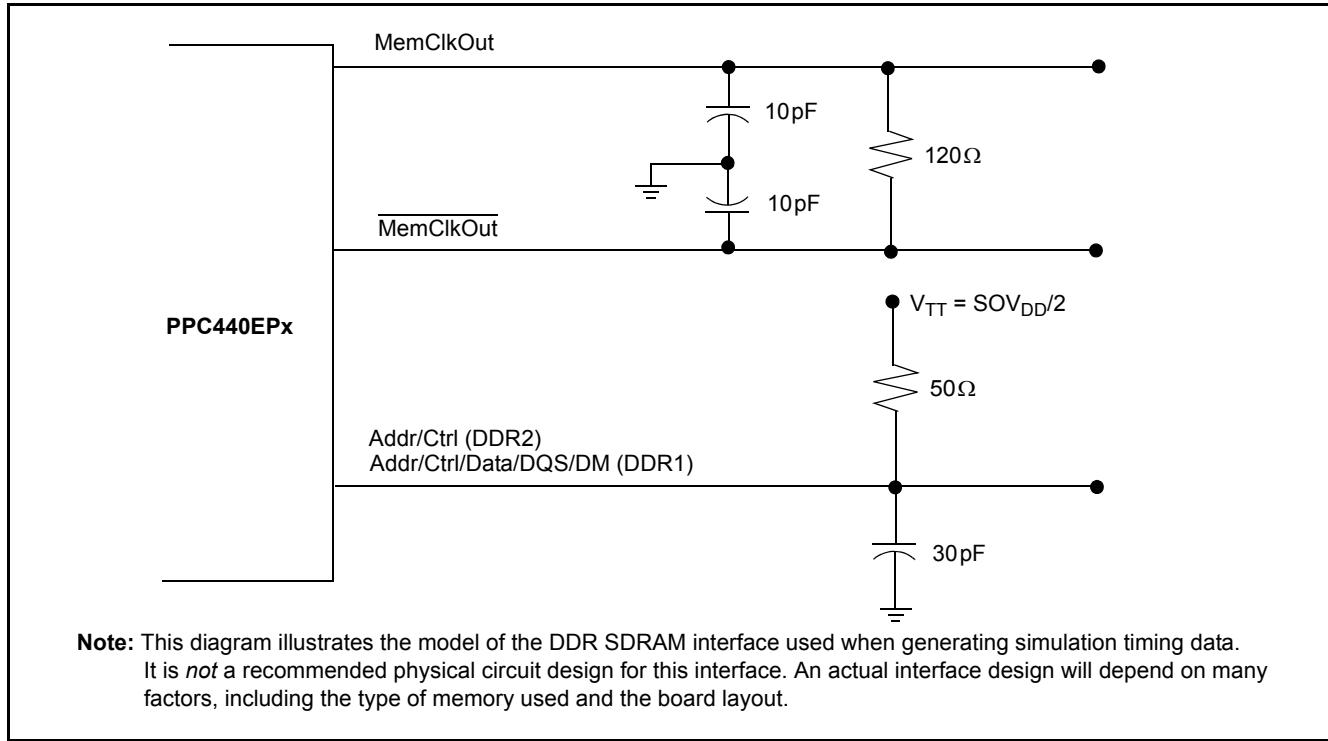 MemClkOut
10pF
120Ω
10pF
MemClkOut
V_TT = SOV_DD/2
PPC440EPx
50Ω
Addr/Ctrl (DDR2)
Addr/Ctrl/Data/DQS/DM (DDR1)
30pF
Note: This diagram illustrates the model of the DDR SDRAM interface used when generating simulation timing data.
It is not a recommended physical circuit design for this interface. An actual interface design will depend on many
factors, including the type of memory used and the board layout.